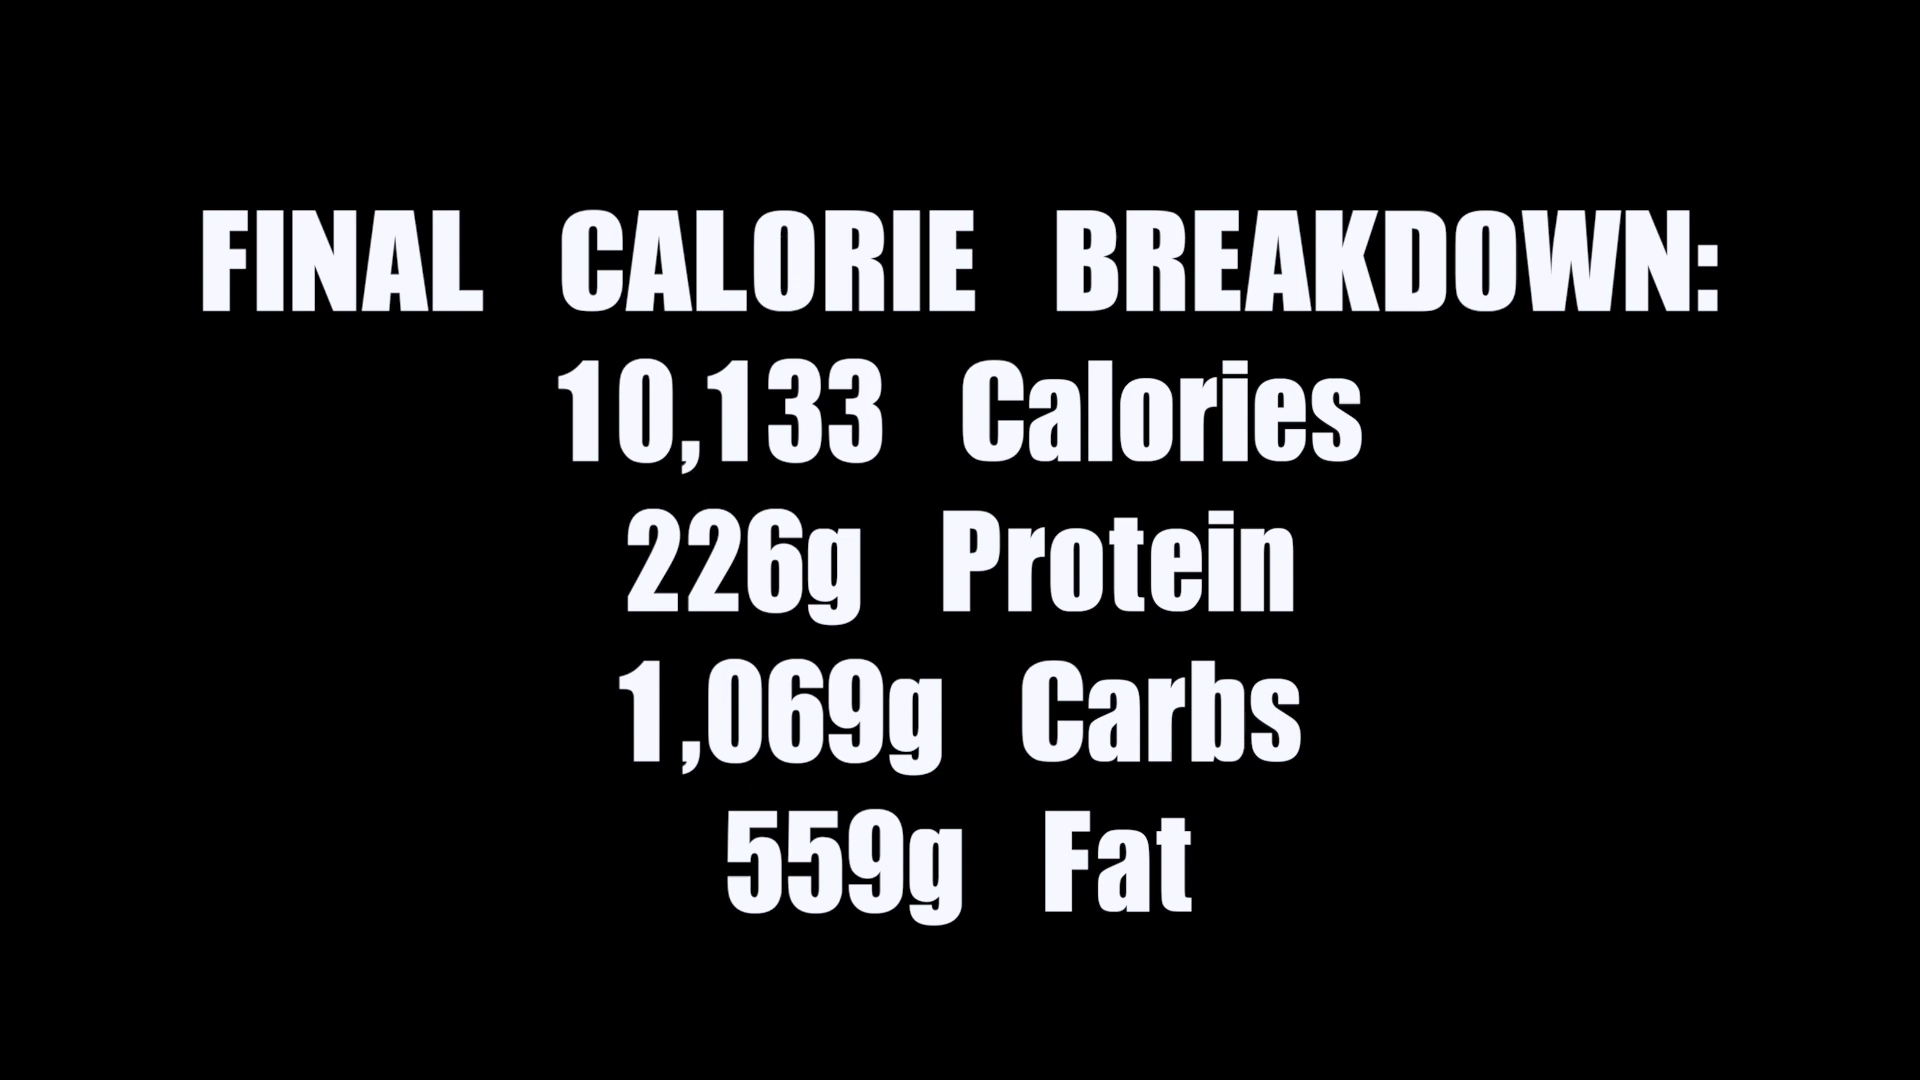 FINAL CALORIE BREAKDOWN:
10,133 Calories
226g Protein
1,069g Carbs
559g Fat